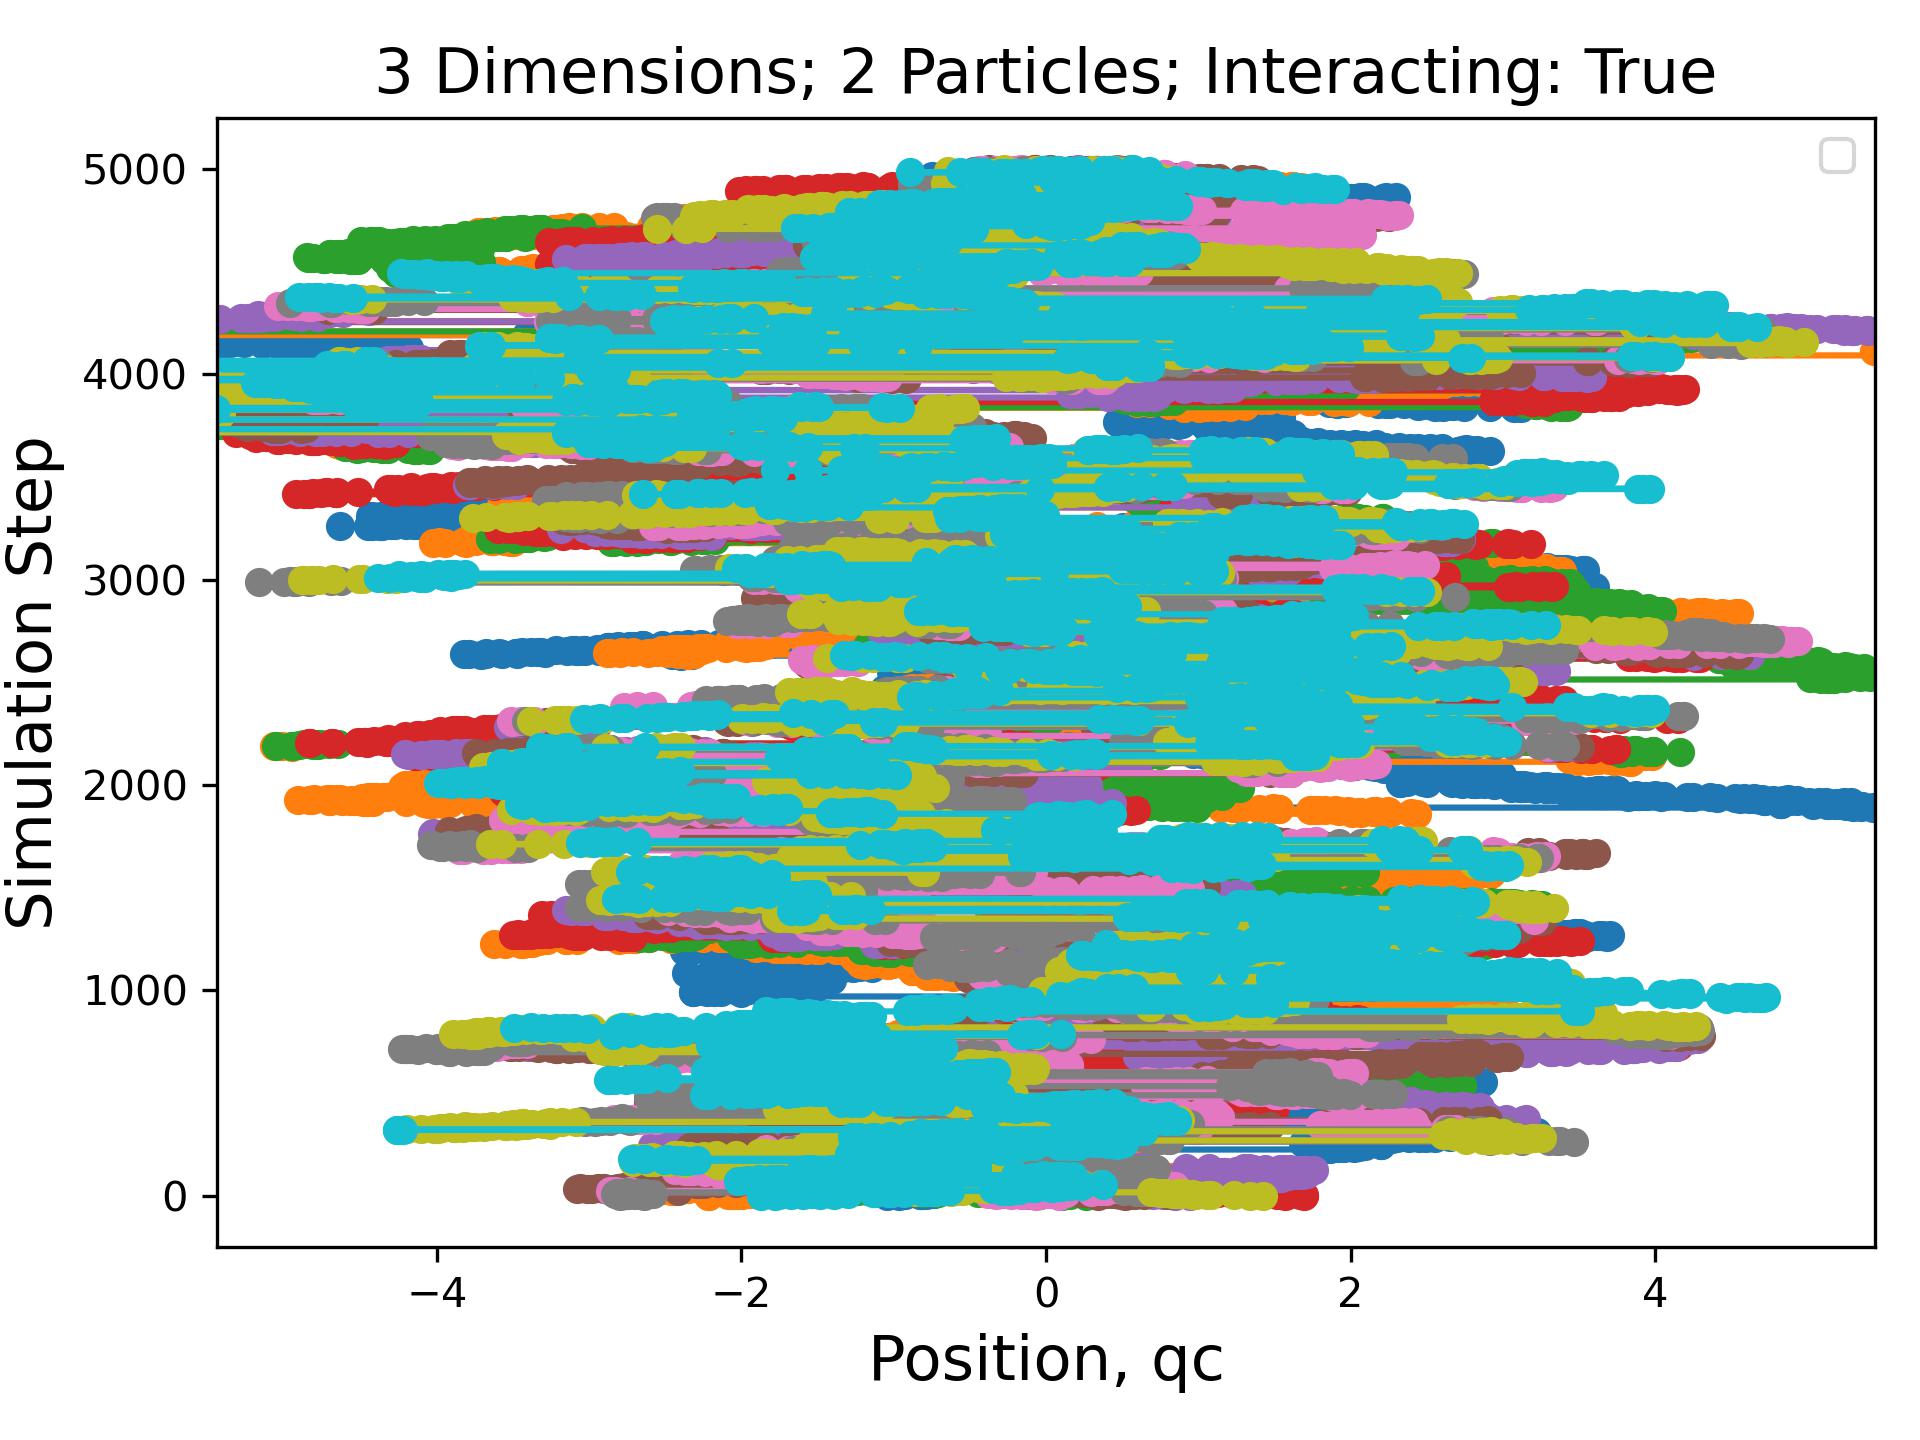 3 Dimensions; 2 Particles; Interacting: True
5000
4000
3000
2000
1000
0
Simulation Step
−4 −2 0 2 4
Position, qc